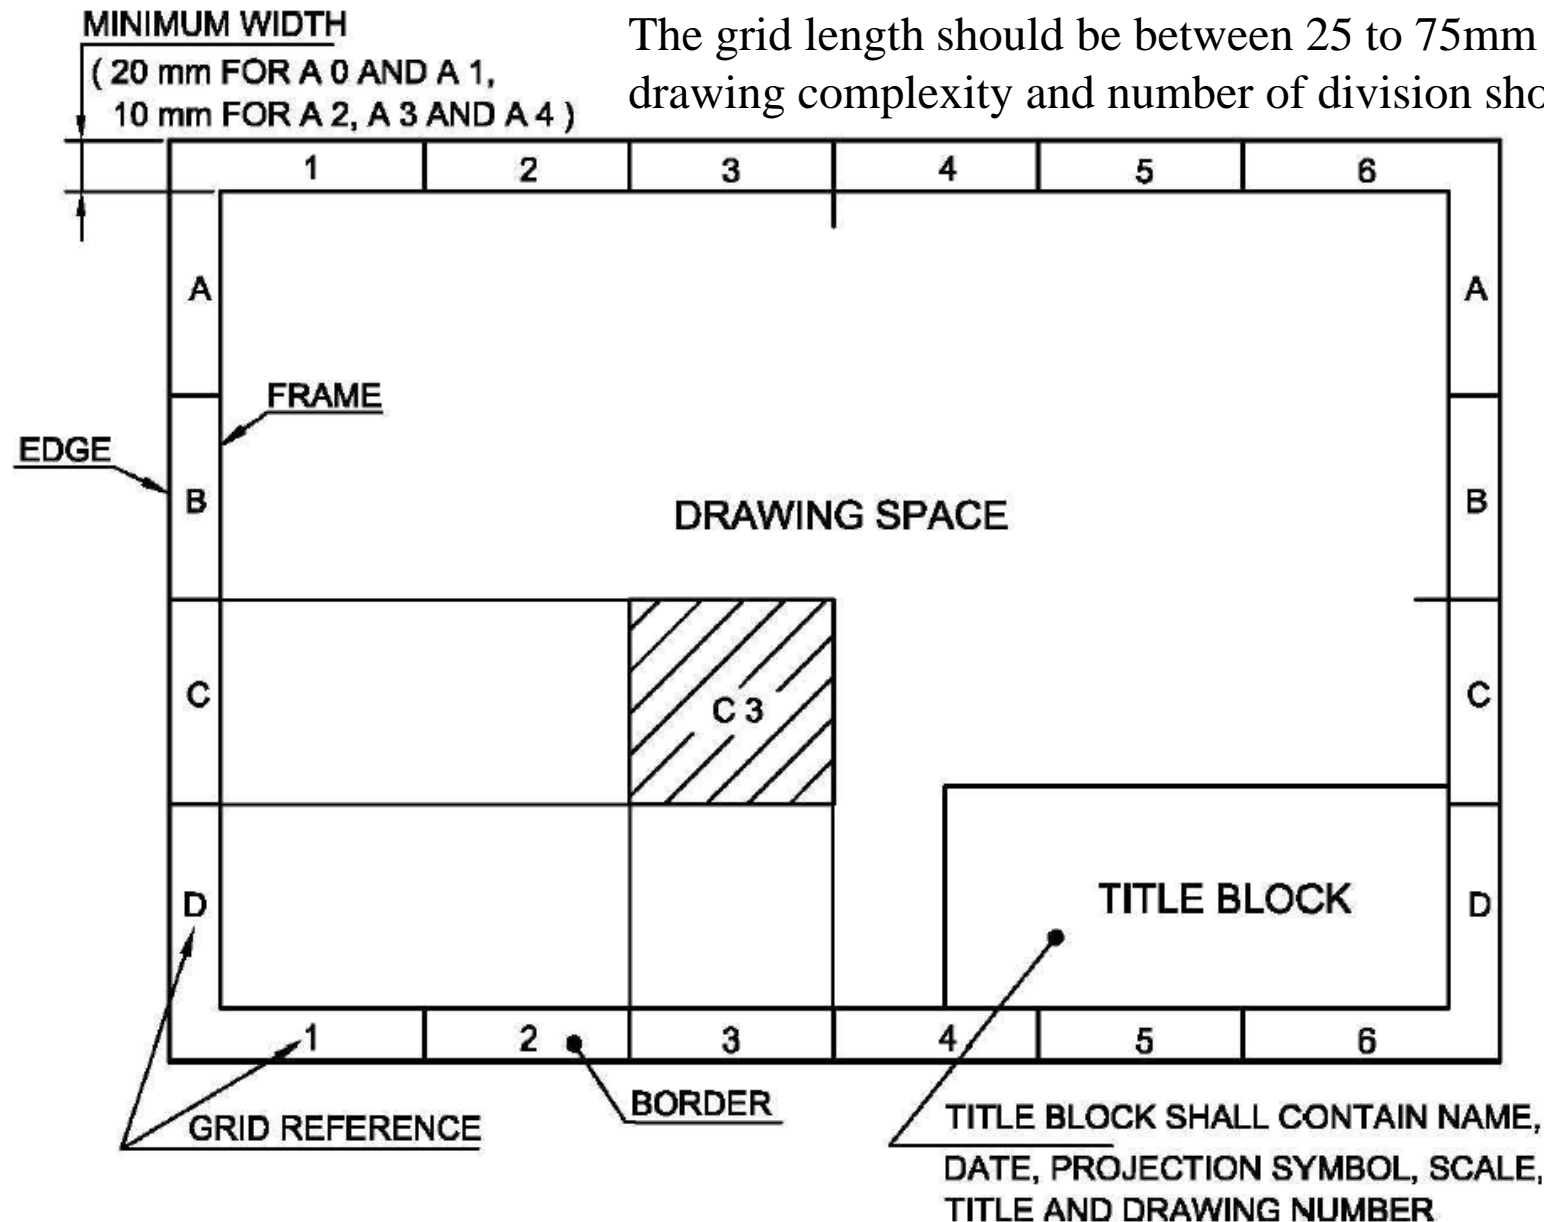 MINIMUM WIDTH
( 20 mm FOR A 0 AND A 1,
10 mm FOR A 2, A 3 AND A 4 )
The grid length should be between 25 to 75mm
drawing complexity and number of division
1 2 3 4 5 6
A A
FRAME
EDGE
B B
DRAWING SPACE
C C 3 C
D TITLE BLOCK D
1 2 3 4 5 6
GRID REFERENCE
BORDER
TITLE BLOCK SHALL CONTAIN NAME,
DATE, PROJECTION SYMBOL, SCALE,
TITLE AND DRAWING NUMBER